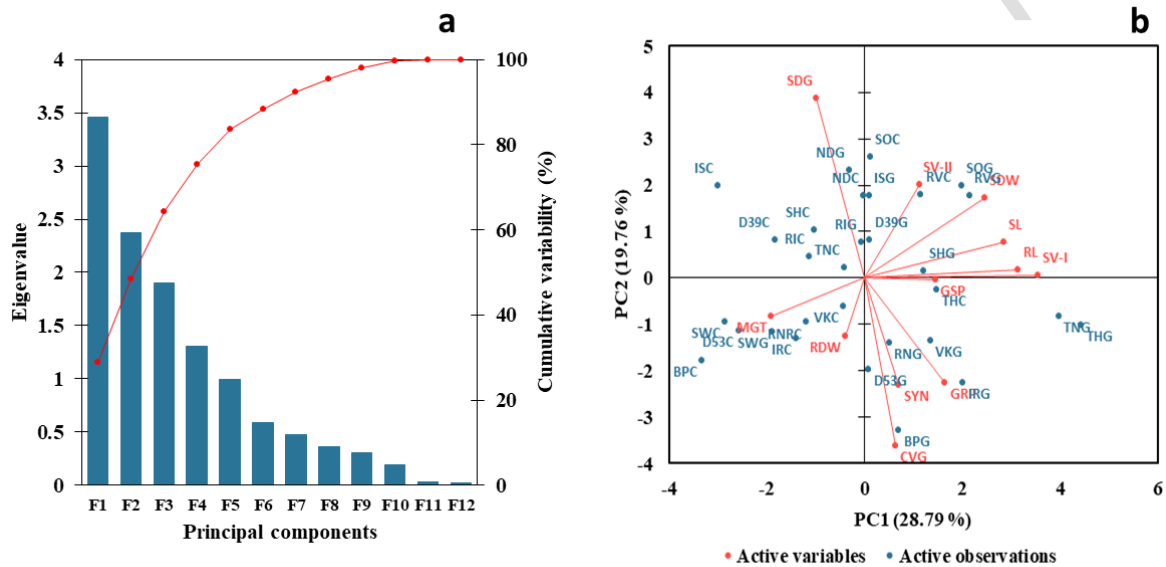 a
4
3.5
3
2.5
2
1.5
1
0.5
0
100
80
60
40
20
0
Eigenvalue
Cumulative variability (%)
F1 F2 F3 F4 F5 F6 F7 F8 F9 F10 F11 F12
Principal components
b
5
4
3
2
1
0
-1
-2
-3
-4
PC2 (19.76 %)
SDG
SOC
NDG
ISC
SV-II
SOG
NDC
ISG
RVC
RVG
SDW
SHC
D39C
RIG
D39G
SL
RIC
TNC
SHG
RL
SV-I
GSP
THC
MGT
VKC
SWC
RNRC
TNG
THG
D53C
SWG
IRC
RDW
RNG
VKG
BPC
D53G
SYN
GRI
IRG
BPG
CVG
-4 -2 0 2 4 6
PC1 (28.79 %)
Active variables Active observations